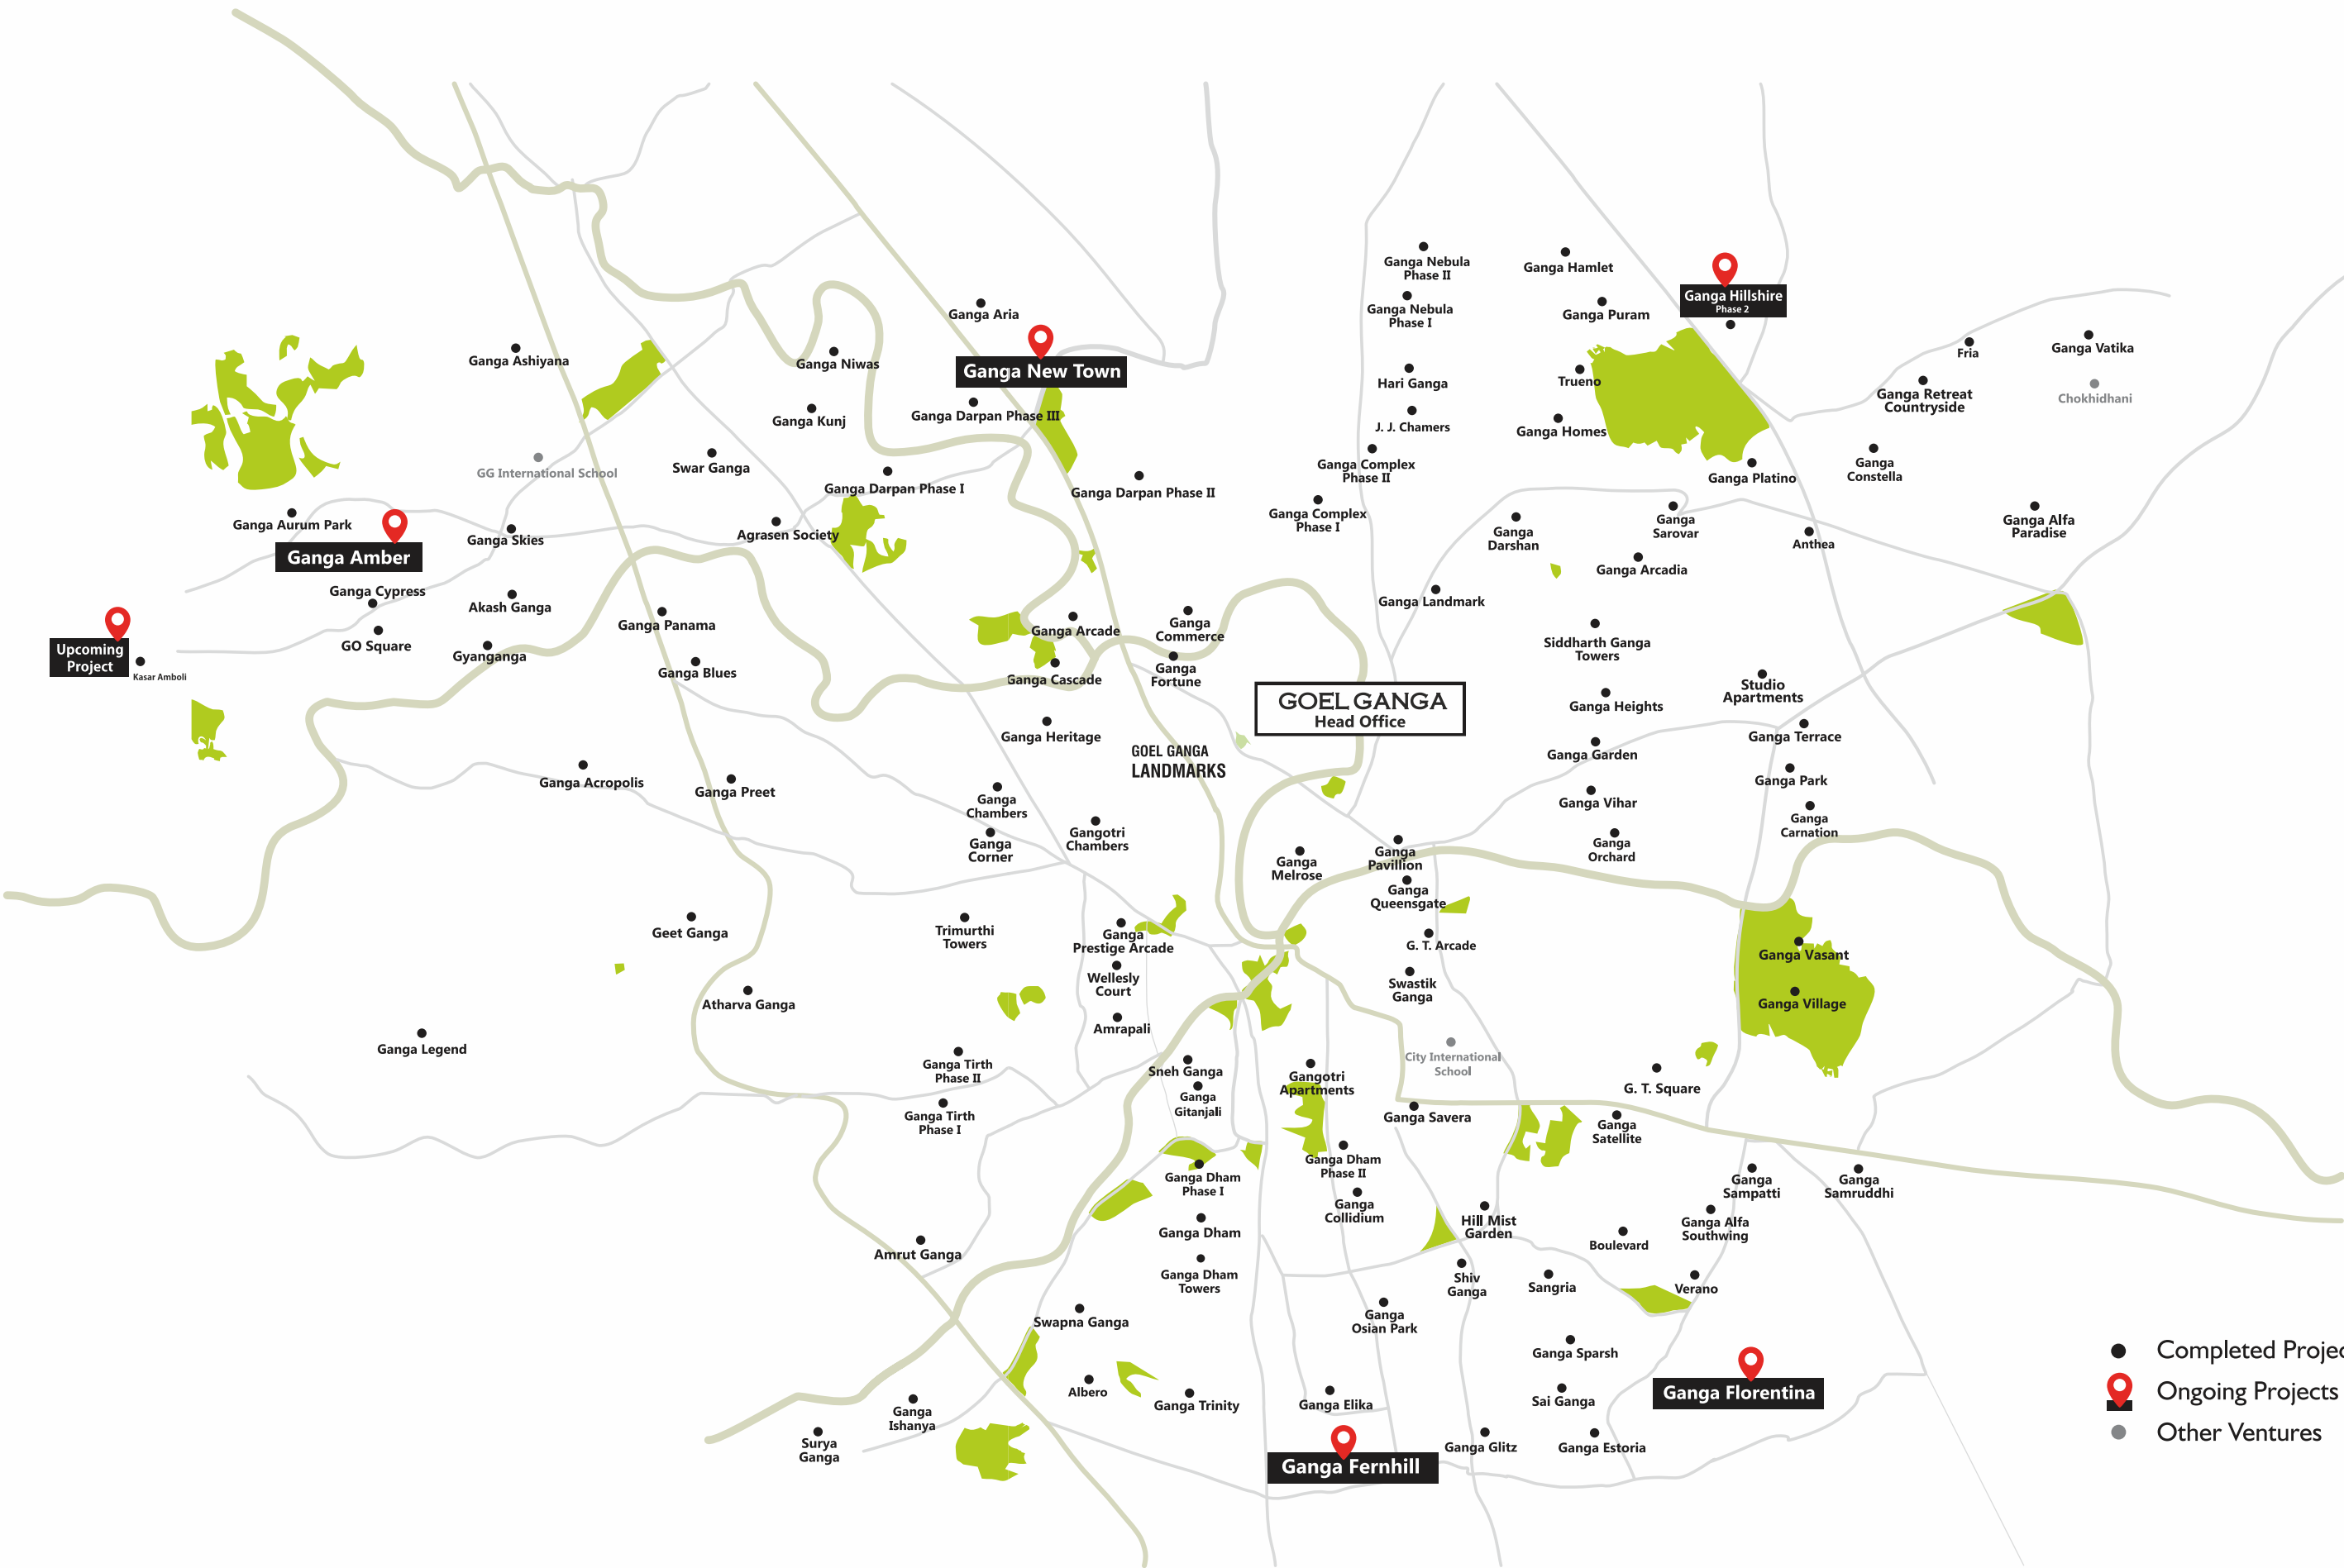 Ganga Nebula
Phase II
Ganga Hamlet
Ganga Hillshire
Phase 2
Ganga Aria
Ganga Nebula
Phase I
Ganga Puram
Ganga Ashiyana
Ganga Niwas
Ganga New Town
Fria
Ganga Vatika
Hari Ganga
Trueno
Ganga Retreat
Countryside
Chokhidhani
Ganga Kunj
Ganga Darpan Phase III
J. J. Chamers
Ganga Homes
GG International School
Swar Ganga
Ganga Darpan Phase I
Ganga Darpan Phase II
Ganga Complex
Phase II
Ganga Platino
Ganga
Constella
Ganga Aurum Park
Ganga Amber
Ganga Skies
Agrasen Society
Ganga Complex
Phase I
Ganga
Darshan
Ganga
Sarovar
Anthea
Ganga Alfa
Paradise
Ganga Arcadia
Ganga Cypress
Akash Ganga
Ganga Landmark
Upcoming
Project
Kasar Amboli
GO Square
Gyanganga
Ganga Panama
Ganga Blues
Ganga Arcade
Ganga
Commerce
Ganga Cascade
Ganga
Fortune
Siddharth Ganga
Towers
GOEL GANGA
Head Office
Ganga Heights
Studio
Apartments
Ganga Heritage
GOEL GANGA
LANDMARKS
Ganga Garden
Ganga Terrace
Ganga Acropolis
Ganga Preet
Ganga Park
Ganga
Chambers
Ganga Vihar
Ganga
Carnation
Ganga
Corner
Gangotri
Chambers
Ganga
Melrose
Ganga
Pavillion
Ganga
Orchard
Ganga
Queensgate
Geet Ganga
Trimurthi
Towers
Ganga
Prestige Arcade
G. T. Arcade
Ganga Vasant
Wellesly
Court
Swastik
Ganga
Atharva Ganga
Ganga Village
Amrapali
Ganga Legend
Ganga Tirth
Phase II
Sneh Ganga
Gangotri
Apartments
City International
School
G. T. Square
Ganga
Gitanjali
Ganga Tirth
Phase I
Ganga Savera
Ganga
Satellite
Ganga Dham
Phase I
Ganga Dham
Phase II
Ganga
Sampatti
Ganga
Samruddhi
Ganga
Collidium
Ganga Dham
Hill Mist
Garden
Ganga Alfa
Southwing
Boulevard
Amrut Ganga
Ganga Dham
Towers
Shiv
Ganga
Sangria
Verano
Swapna Ganga
Ganga
Osian Park
Ganga Sparsh
Albero
Ganga Trinity
Ganga Elika
Sai Ganga
Ganga Florentina
Ganga
Ishanya
Surya
Ganga
Ganga Fernhill
Ganga Glitz
Ganga Estoria
Completed Projec
Ongoing Projects
Other Ventures